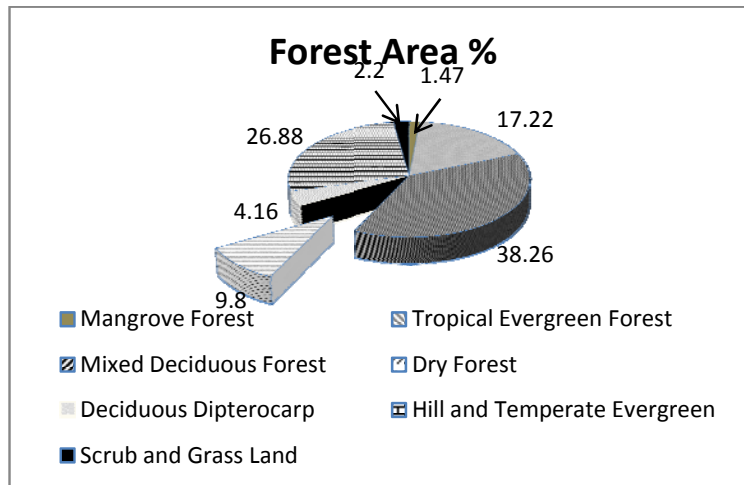 Forest Area %
2.2
1.47
17.22
26.88
4.16
38.26
9.8
Mangrove Forest
Tropical Evergreen Forest
Mixed Deciduous Forest
Dry Forest
Deciduous Dipterocarp
Hill and Temperate Evergreen
Scrub and Grass Land